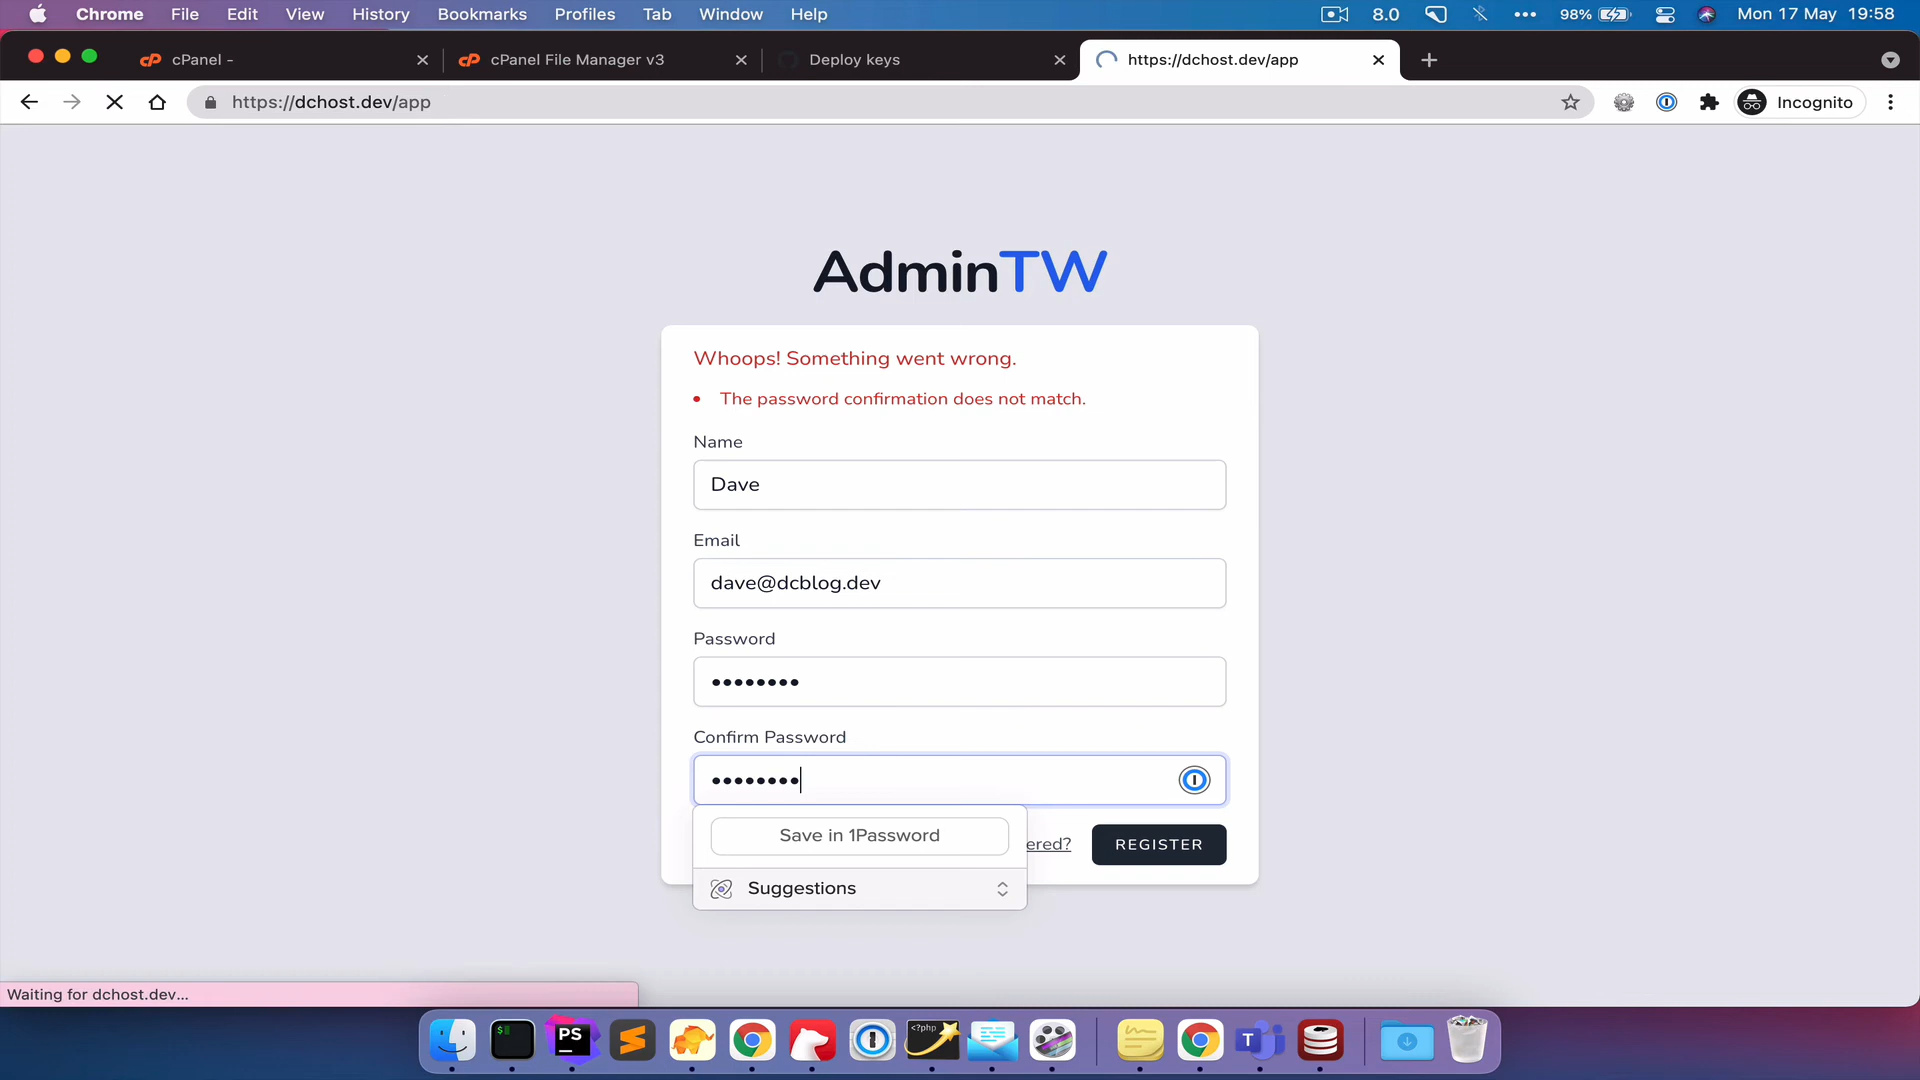 Chrome File Edit View History Bookmarks Profiles Tab Window Help 8.0 98% Mon 17 May 19:58
cPanel - cPanel File Manager v3 Deploy keys https://dchost.dev/app
https://dchost.dev/app Incognito
AdminTW
Whoops! Something went wrong.
The password confirmation does not match.
Name
Dave
Email
dave@dcblog.dev
Password
Confirm Password
Save in 1Password
ered? REGISTER
Suggestions
Waiting for dchost.dev...
PS <?php T